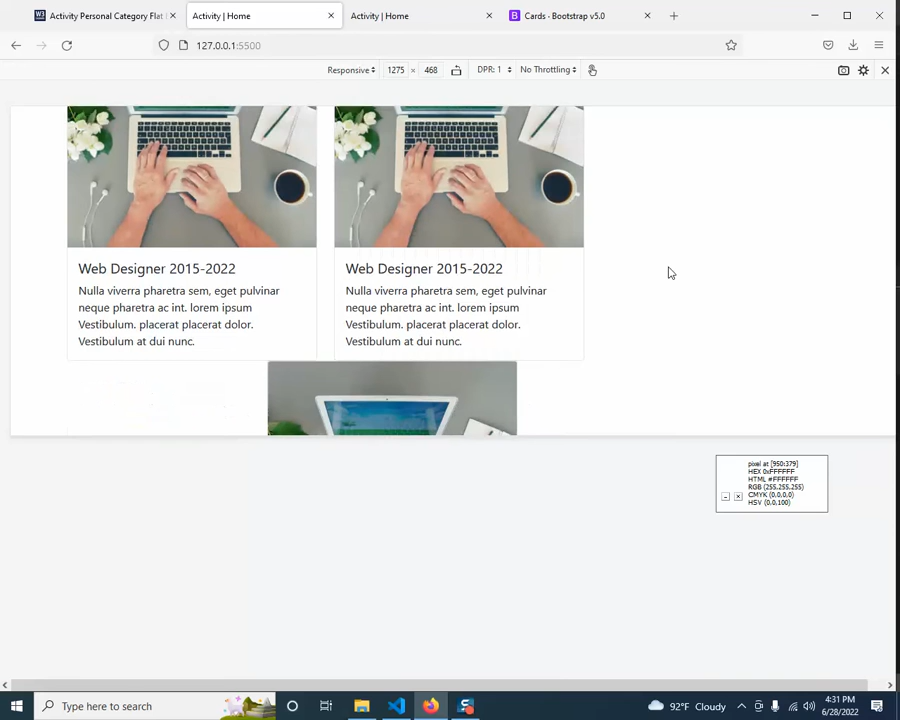 Activity Personal Category Flat
Activity | Home
Activity | Home
Cards · Bootstrap v5.0
127.0.0.1:5500
Responsive
1275 × 468
DPR: 1
No Throttling
Web Designer 2015-2022
Nulla viverra pharetra sem, eget pulvinar
neque pharetra ac int. lorem ipsum
Vestibulum. placerat placerat dolor.
Vestibulum at dui nunc.
Web Designer 2015-2022
Nulla viverra pharetra sem, eget pulvinar
neque pharetra ac int. lorem ipsum
Vestibulum. placerat placerat dolor.
Vestibulum at dui nunc.
pixel at [950:379]
HEX 0xFFFFFF
HTML #FFFFFF
RGB (255,255,255)
CMYK (0,0,0,0)
HSV (0,0,100)
Type here to search
92°F Cloudy
4:31 PM
6/28/2022